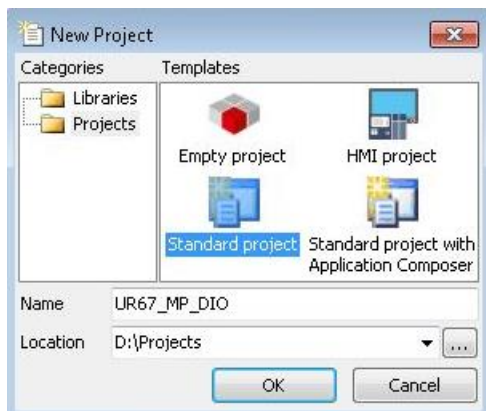 New Project
Categories
Templates
Libraries
Projects
Empty project
HMI project
Standard project
Standard project with
Application Composer
Name
UR67_MP_DIO
Location
D:\Projects
...
OK
Cancel